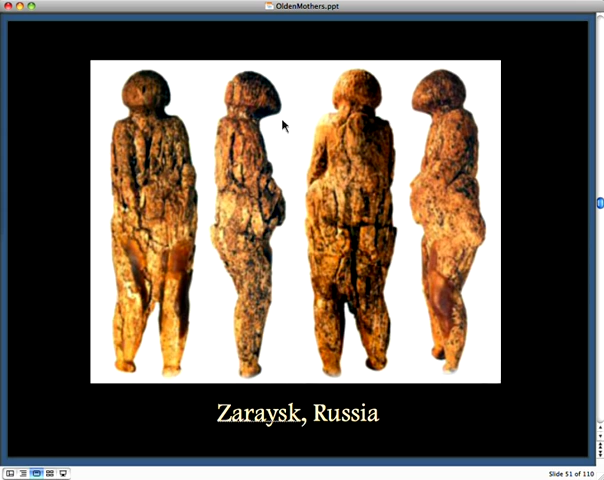 OldenMothers.ppt
Zaraysk, Russia
Slide 51 of 110